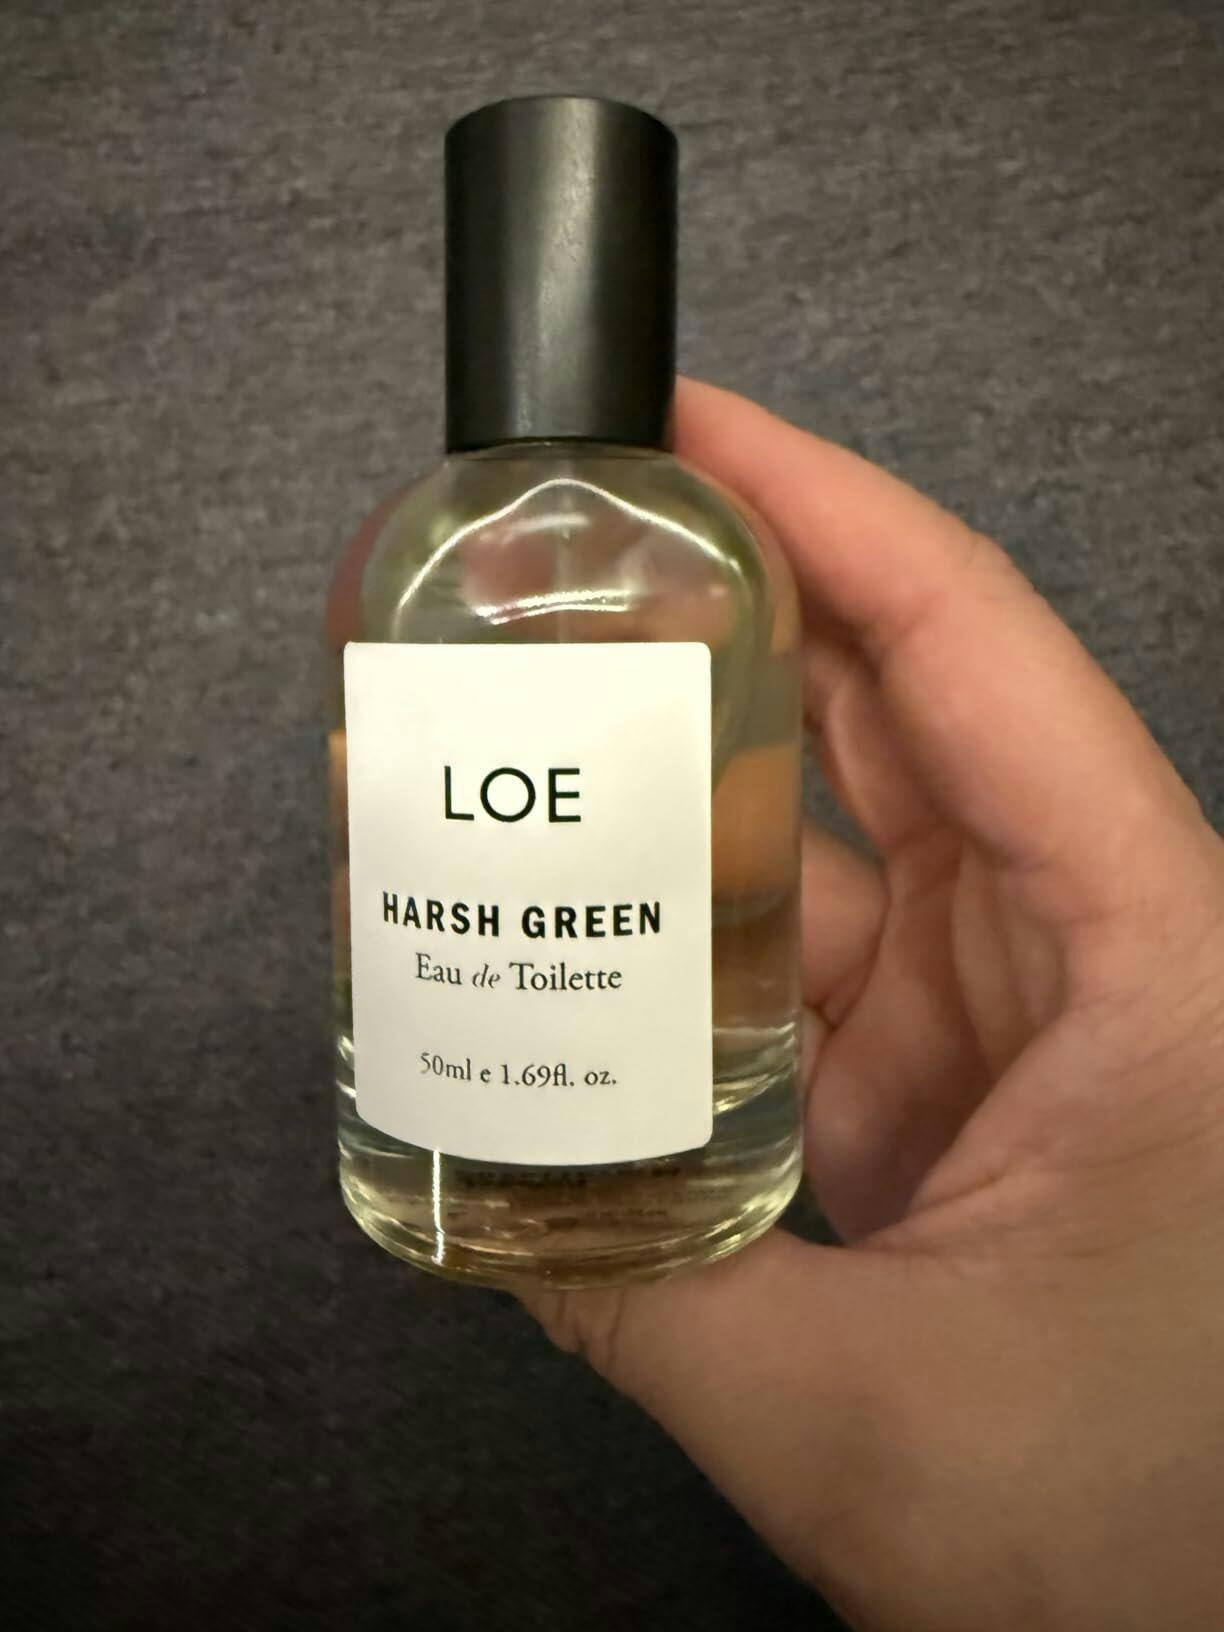 LOE
HARSH GREEN
Eau de Toilette
50ml e 1.69fl. oz.